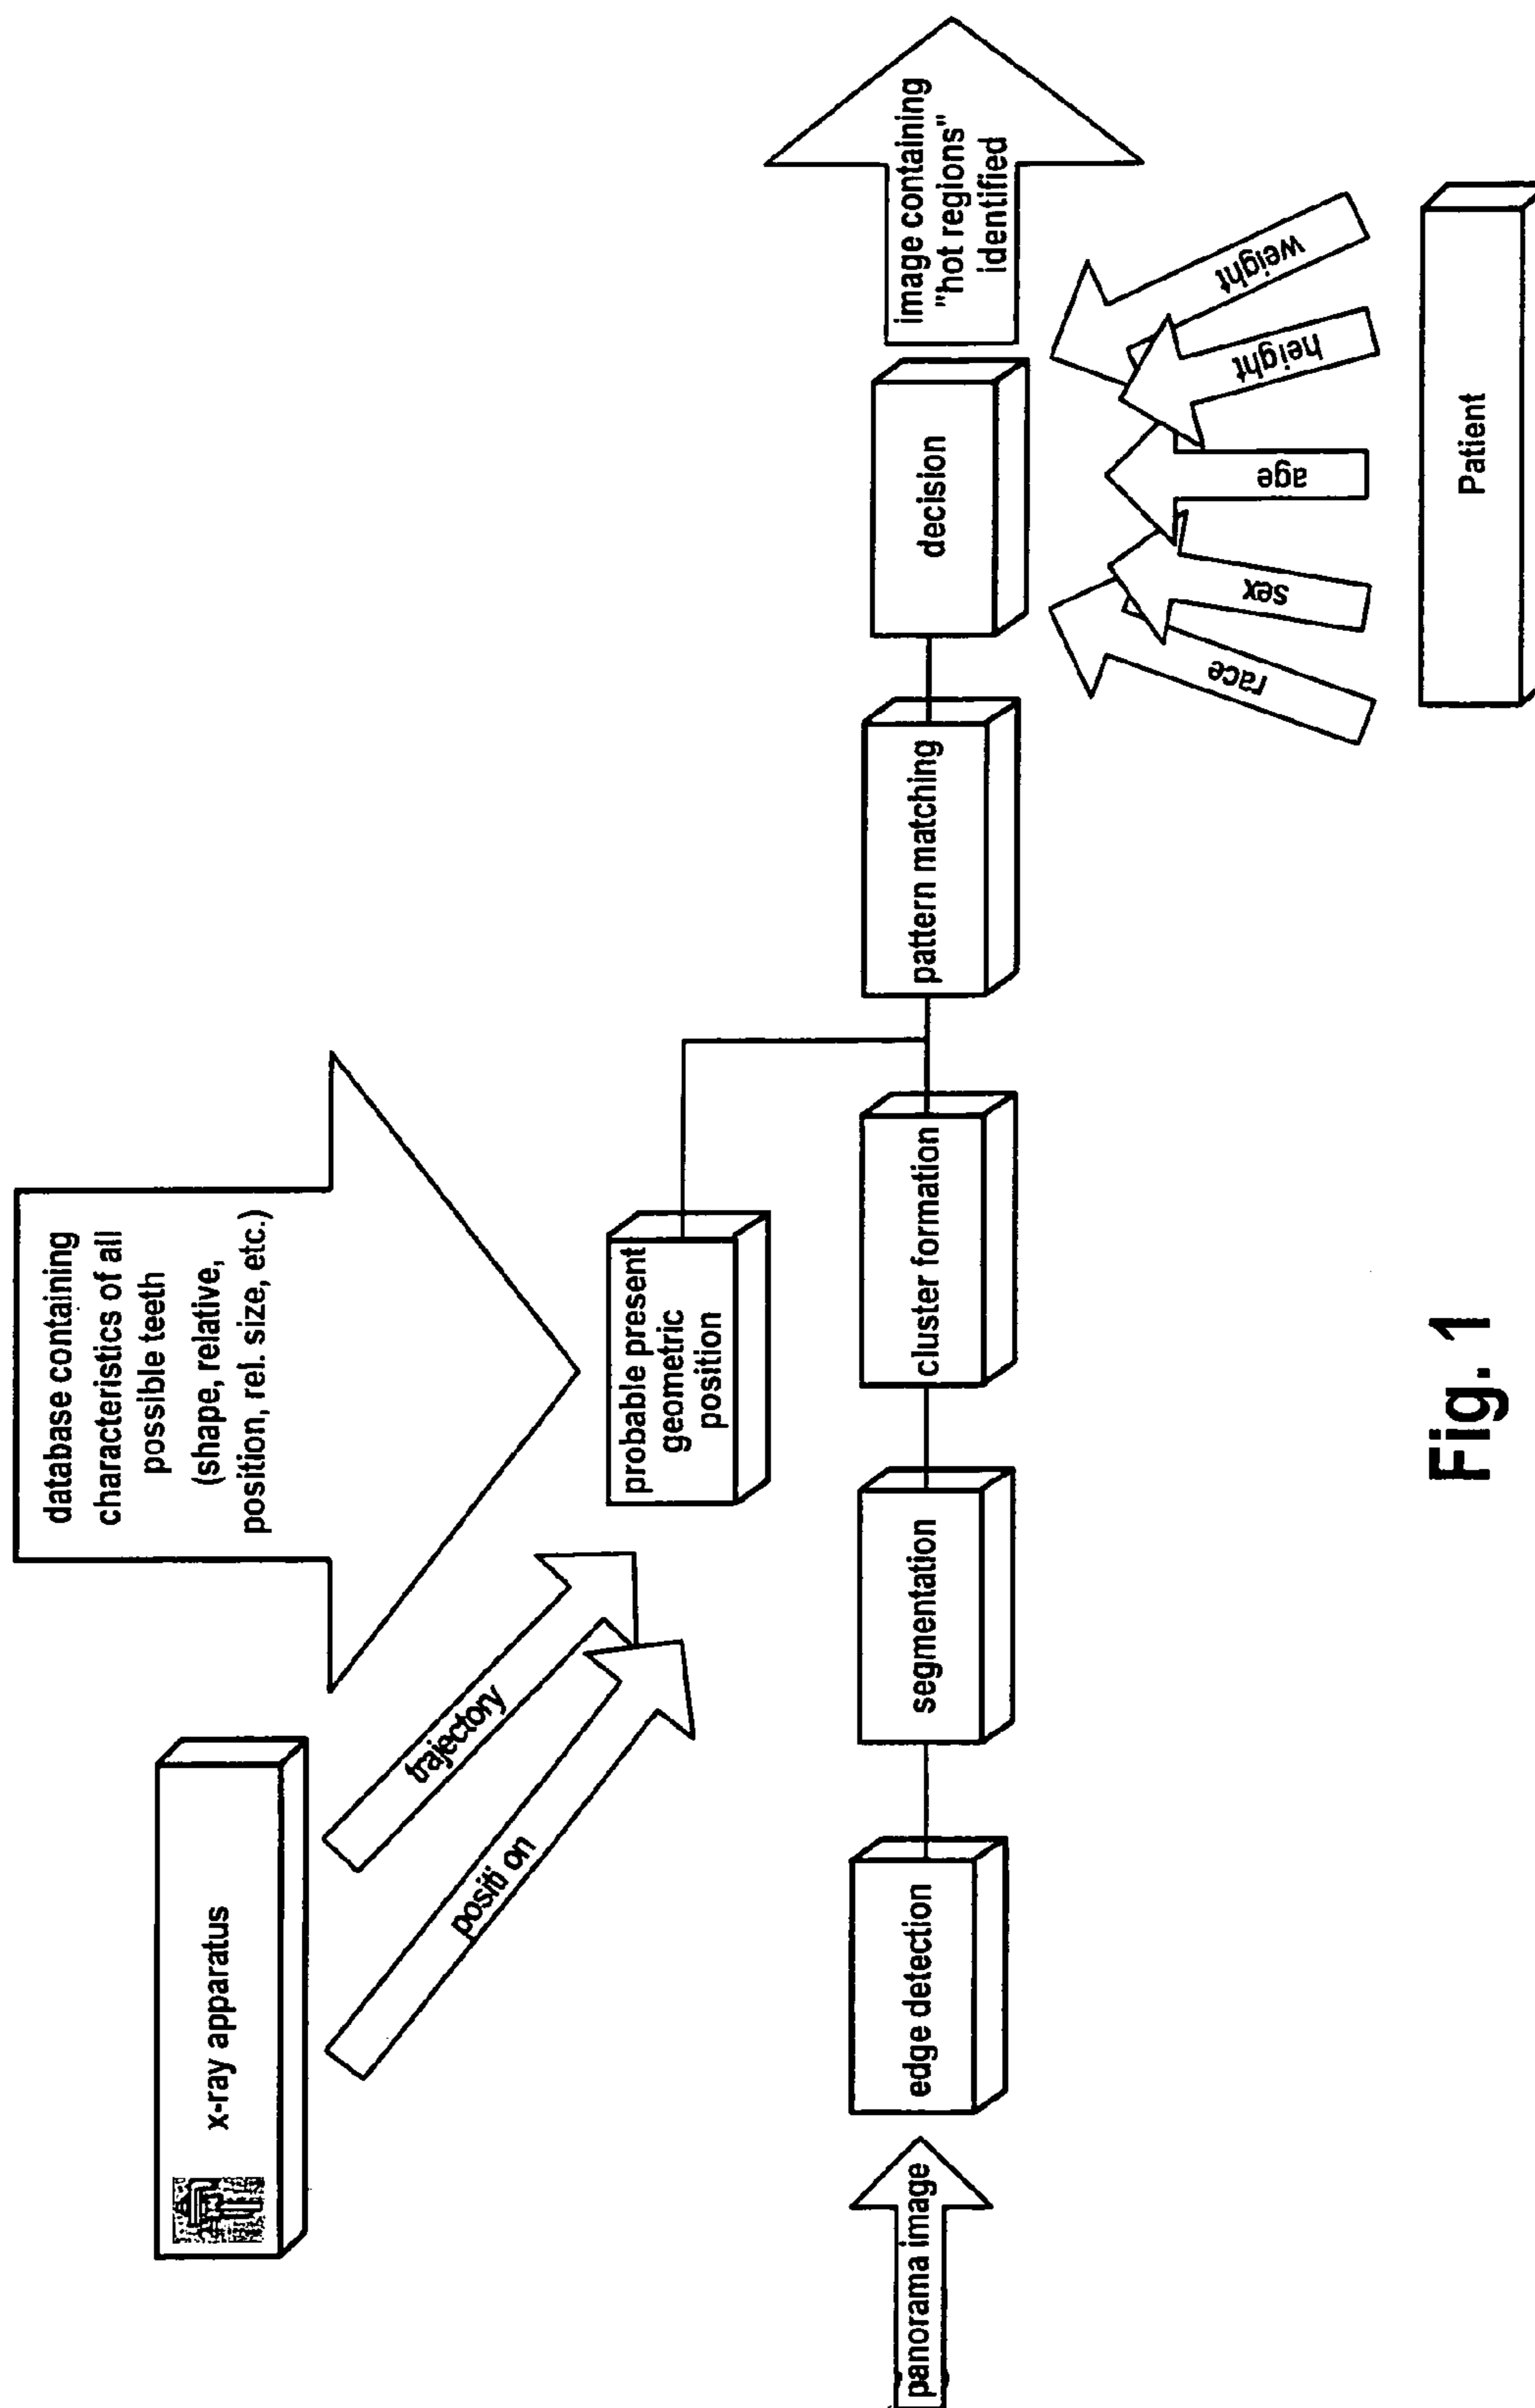 database containing
characteristics of all
possible teeth
(shape, relative,
position, rel. size, etc.)
x-ray apparatus
trajectory
positi on
probable present
geometric
position
panorama image
edge detection
segmentation
cluster formation
pattern matching
decision
image containing
"hot regions"
identified
race
sex
age
height
weight
Patient
Fig. 1